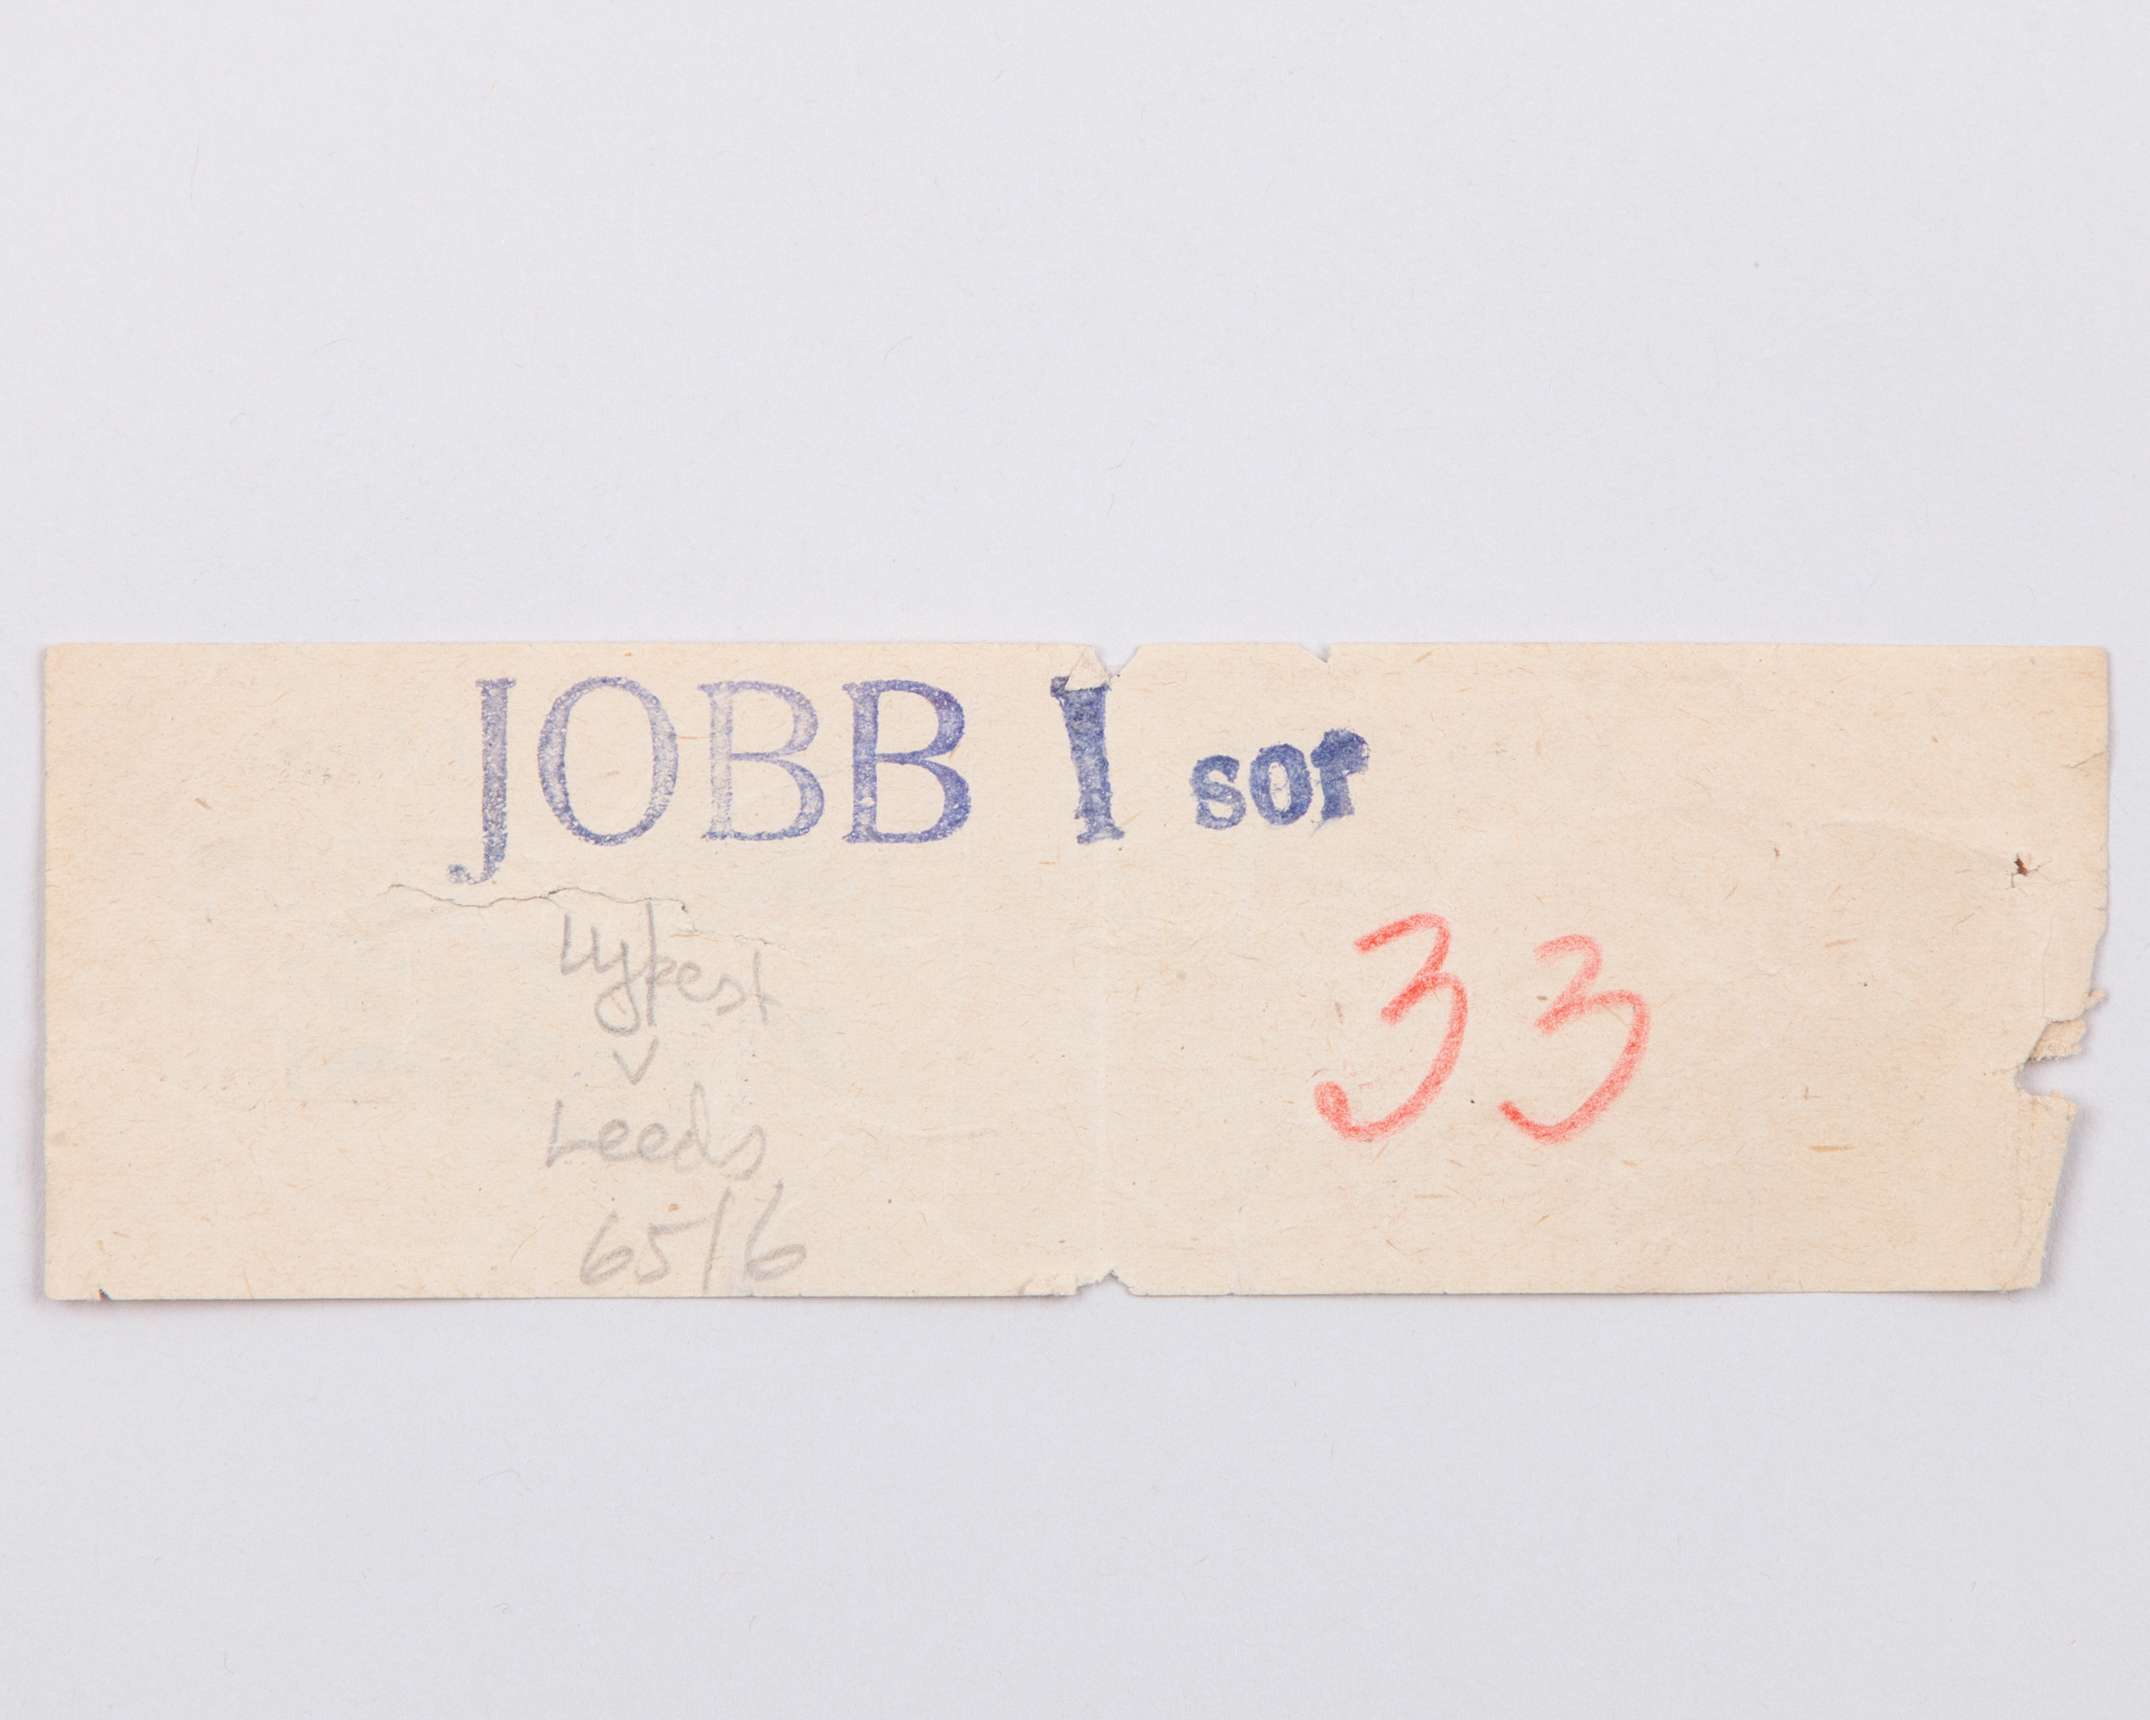 JOBB I sor
33
Ujpest
v
Leeds
65/6